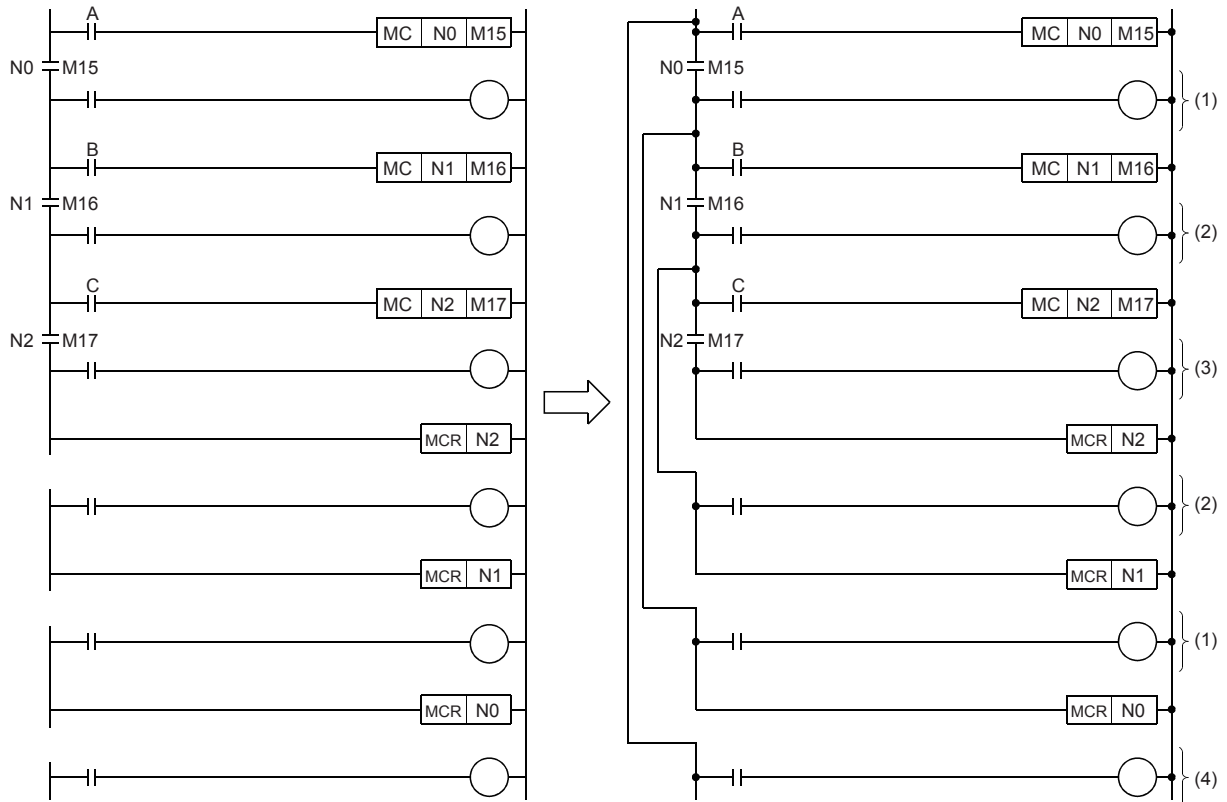 A
MC N0 M15
N0 M15
B
MC N1 M16
N1 M16
C
MC N2 M17
N2 M17
MCR N2
MCR N1
MCR N0
A
MC N0 M15
N0 M15
(1)
B
MC N1 M16
N1 M16
(2)
C
MC N2 M17
N2 M17
(3)
MCR N2
(2)
MCR N1
(1)
MCR N0
(4)